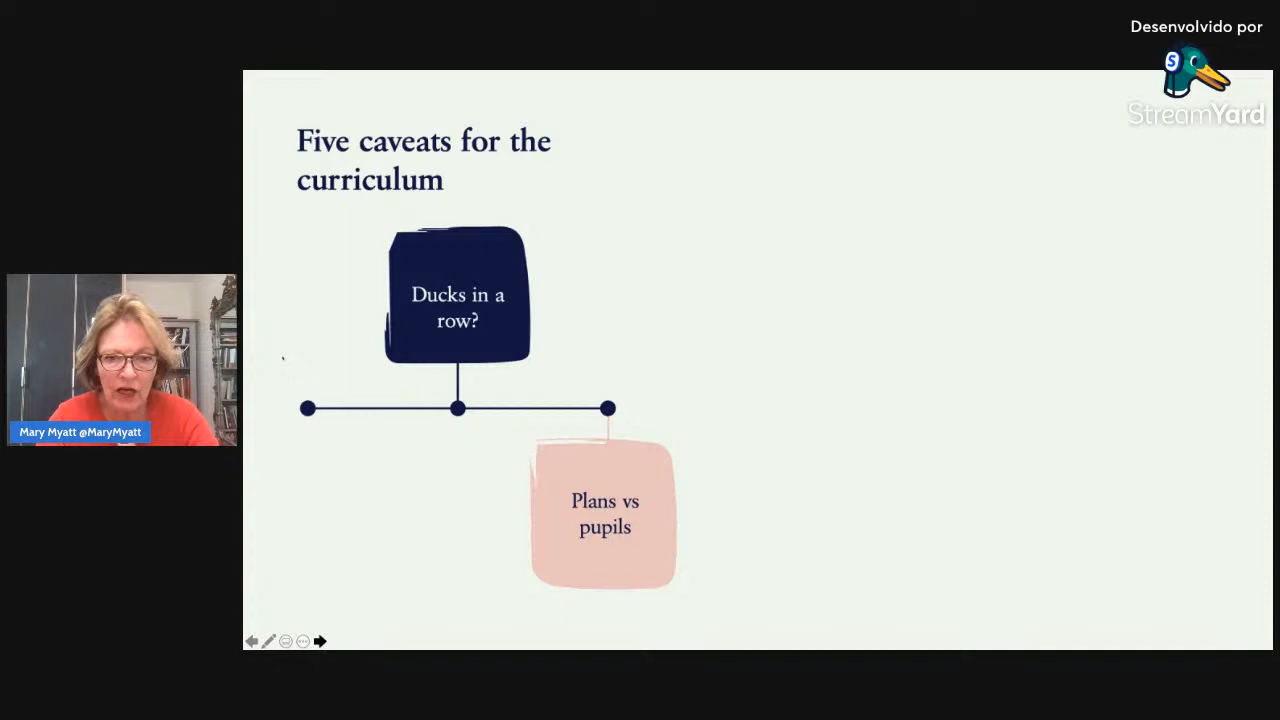 Desenvolvido por
StreamYard
Five caveats for the
curriculum
Ducks in a
row?
Plans vs
pupils
Mary Myatt @MaryMyatt